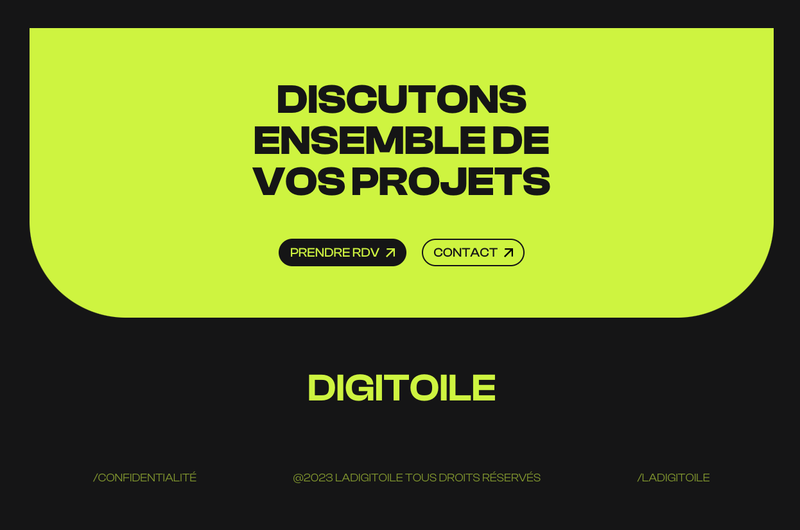 DISCUTONS
ENSEMBLE DE
VOS PROJETS
PRENDRE RDV
CONTACT
DIGITOILE
/CONFIDENTIALITÉ
@2023 LADIGITOILE TOUS DROITS RÉSERVÉS
/LADIGITOILE